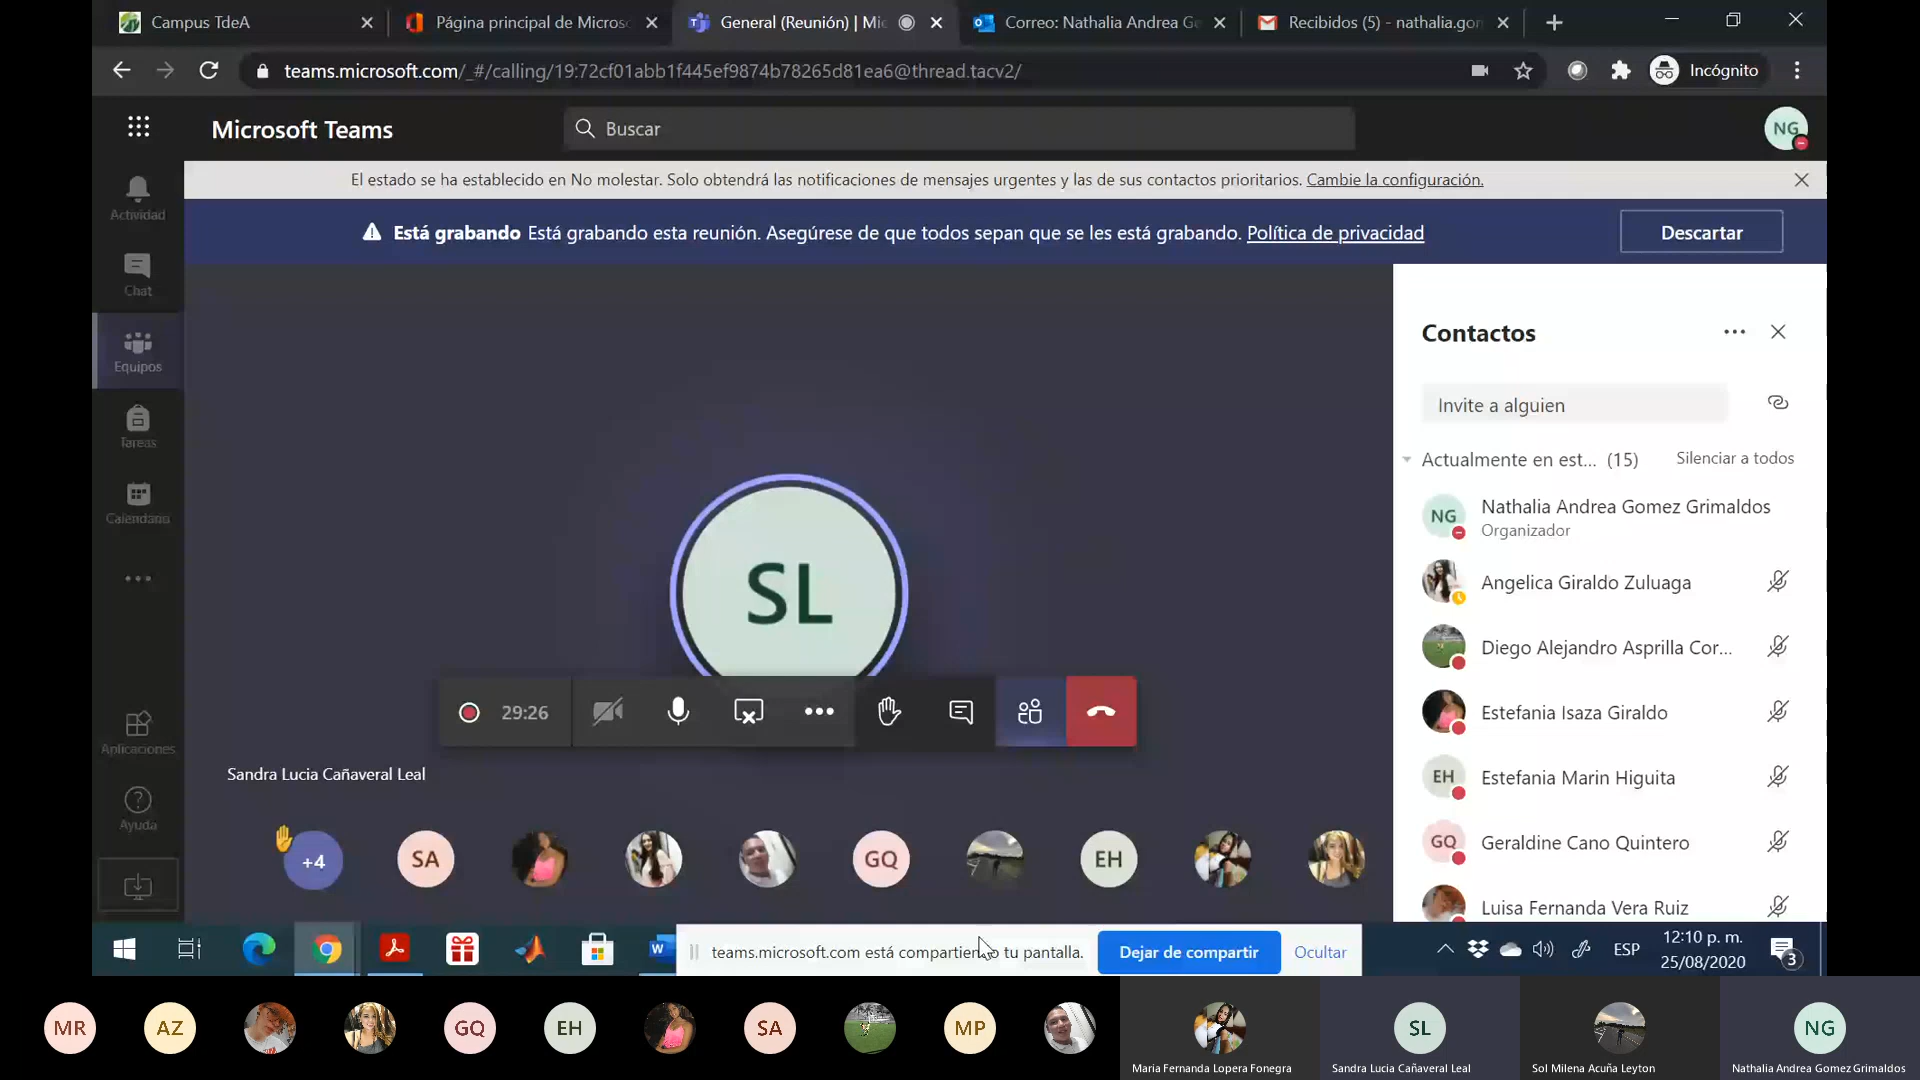 Campus TdeA
Página principal de Microso
General (Reunión) | Mic
Correo: Nathalia Andrea Go
Recibidos (5) - nathalia.gom
teams.microsoft.com/_#/calling/19:72cf01abb1f445ef9874b78265d81ea6@thread.tacv2/
Incógnito
Microsoft Teams
Buscar
NG
El estado se ha establecido en No molestar. Solo obtendrá las notificaciones de mensajes urgentes y las de sus contactos prioritarios. Cambie la configuración.
Está grabando Está grabando esta reunión. Asegúrese de que todos sepan que se les está grabando. Política de privacidad
Descartar
Actividad
Chat
Equipos
Tareas
Calendario
Aplicaciones
Ayuda
Contactos
Invite a alguien
Actualmente en est... (15)
Silenciar a todos
NG
Nathalia Andrea Gomez Grimaldos
Organizador
Angelica Giraldo Zuluaga
Diego Alejandro Asprilla Cor...
Estefania Isaza Giraldo
EH
Estefania Marin Higuita
GQ
Geraldine Cano Quintero
Luisa Fernanda Vera Ruiz
SL
29:26
Sandra Lucia Cañaveral Leal
+4
SA
GQ
EH
teams.microsoft.com está compartiendo tu pantalla.
Dejar de compartir
Ocultar
ESP
12:10 p. m.
25/08/2020
3
MR
AZ
GQ
EH
SA
MP
SL
NG
Maria Fernanda Lopera Fonegra
Sandra Lucia Cañaveral Leal
Sol Milena Acuña Leyton
Nathalia Andrea Gomez Grimaldos